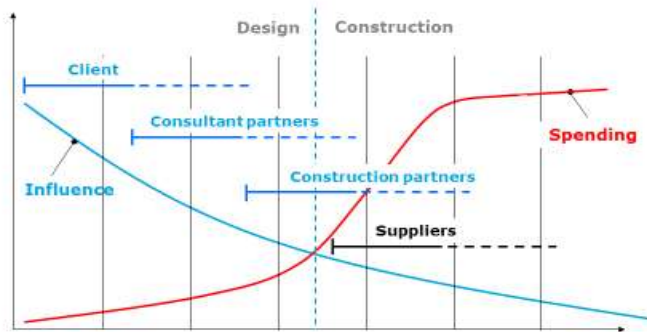 Design
Construction
Client
Consultant partners
Spending
Construction partners
Influence
Suppliers